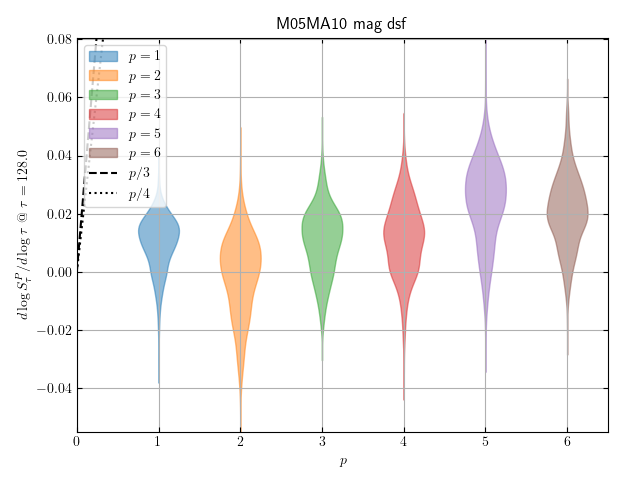 M05MA10 mag dsf
0.08
0.06
0.04
0.02
0.00
−0.02
−0.04
d log S_τ^P / d log τ @ τ = 128.0
p = 1
p = 2
p = 3
p = 4
p = 5
p = 6
p/3
p/4
0 1 2 3 4 5 6
p